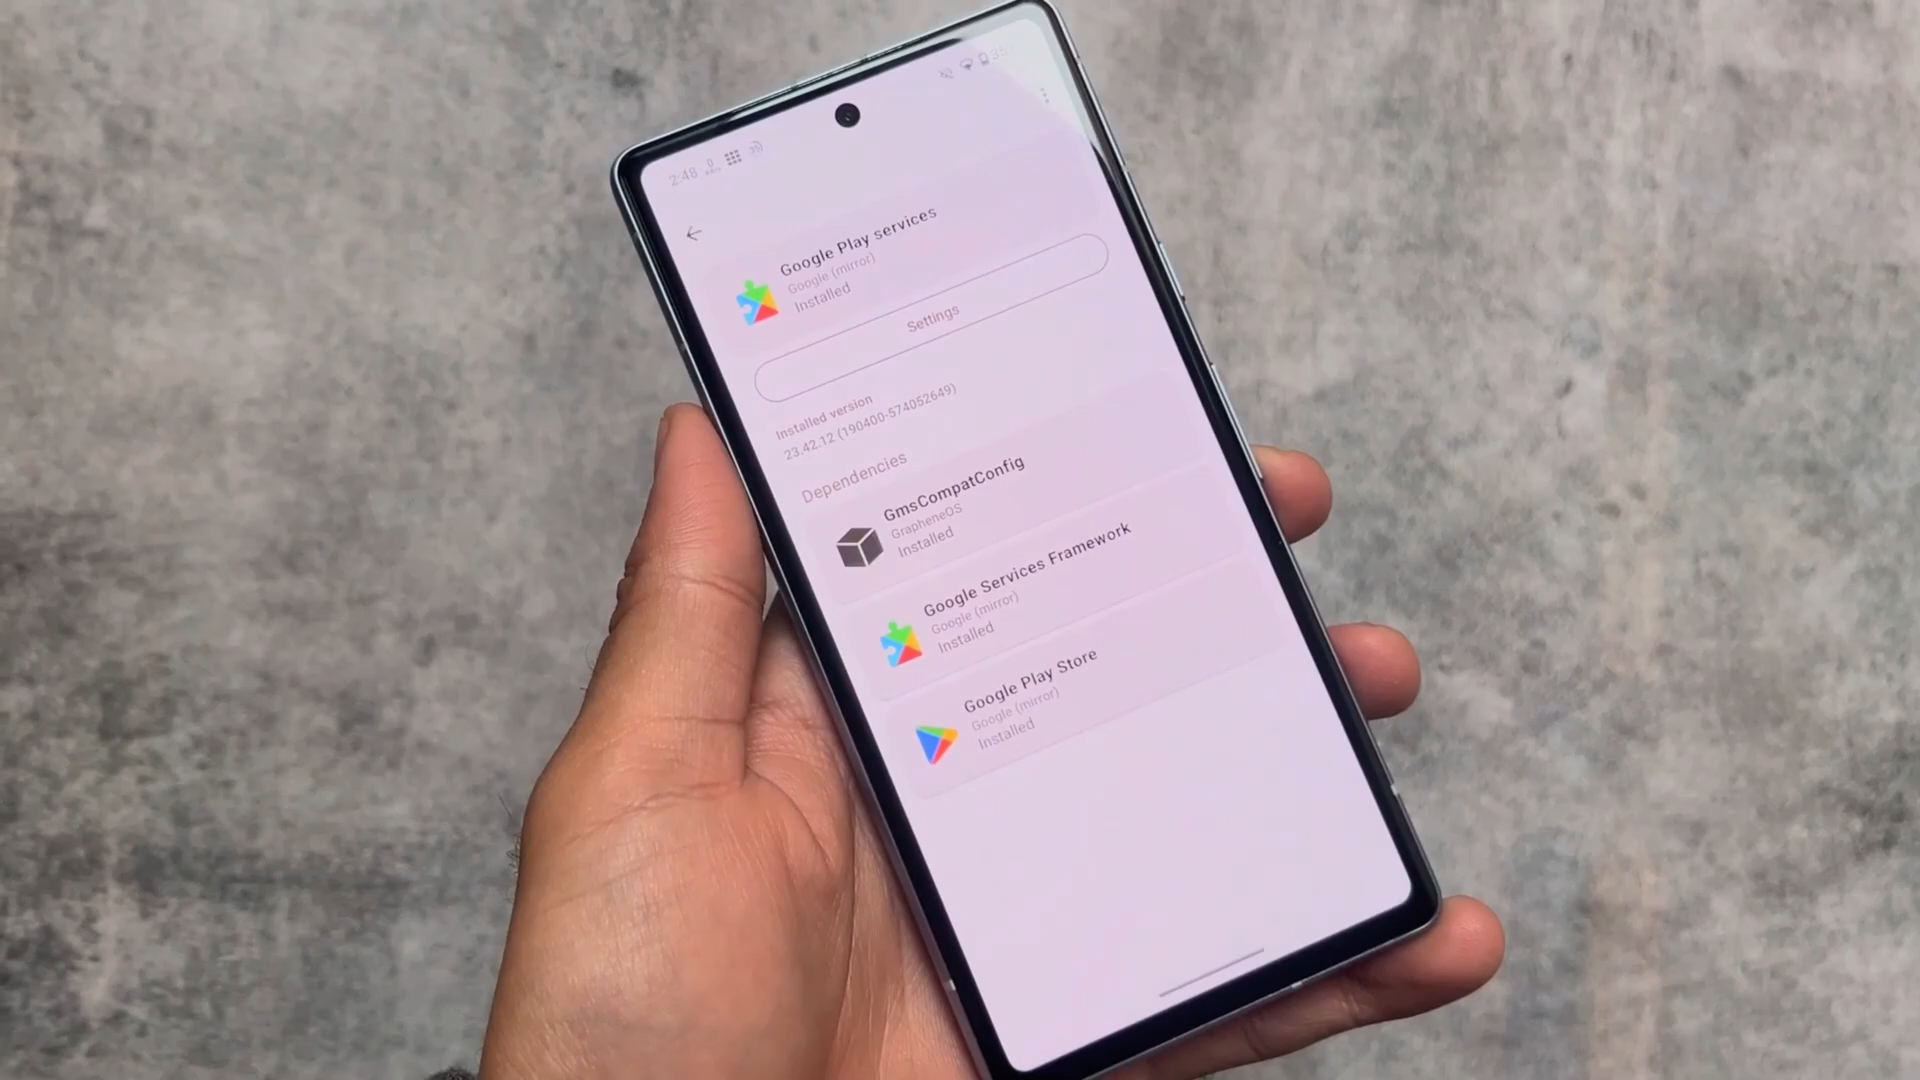 2:48
Google Play services
Google (mirror)
Installed
Settings
Installed version
23.42.12 (190400-574052649)
Dependencies
GmsCompatConfig
GrapheneOS
Installed
Google Services Framework
Google (mirror)
Installed
Google Play Store
Google (mirror)
Installed